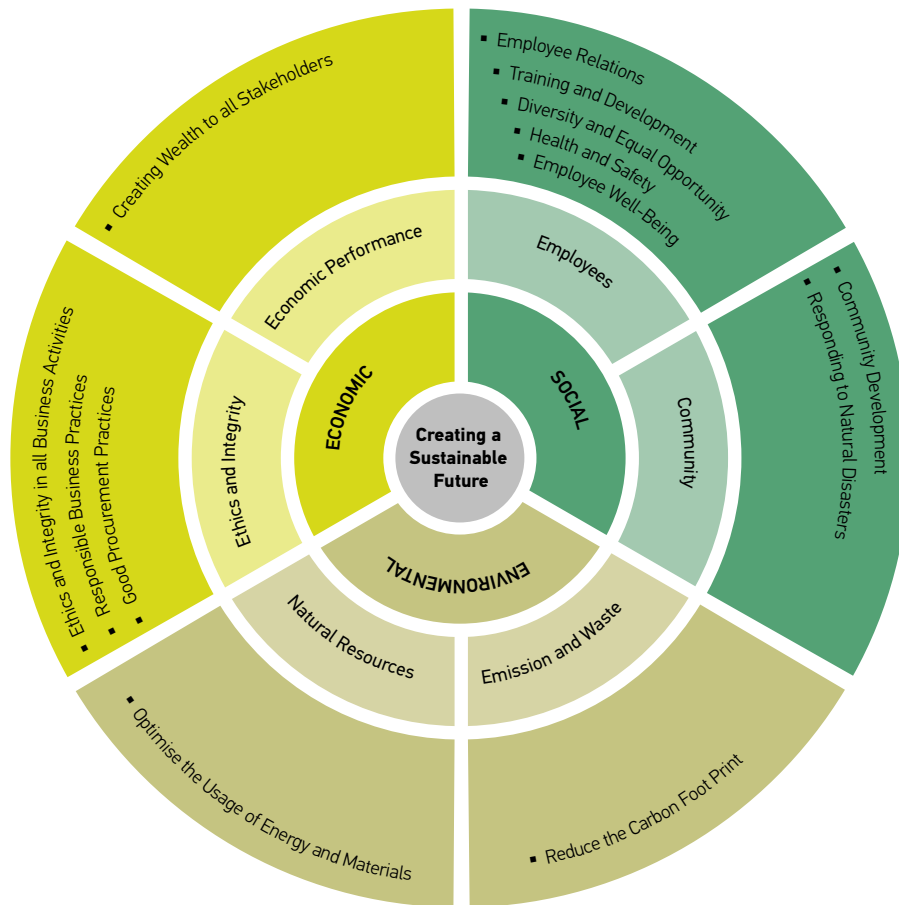 Creating a
Sustainable
Future
ECONOMIC
Economic Performance
▪ Creating Wealth to all Stakeholders
Ethics and Integrity
▪ Ethics and Integrity in all Business Activities
▪ Responsible Business Practices
▪ Good Procurement Practices
SOCIAL
Employees
▪ Employee Relations
▪ Training and Development
▪ Diversity and Equal Opportunity
▪ Health and Safety
▪ Employee Well-Being
Community
▪ Community Development
▪ Responding to Natural Disasters
ENVIRONMENTAL
Natural Resources
▪ Optimise the Usage of Energy and Materials
Emission and Waste
▪ Reduce the Carbon Foot Print